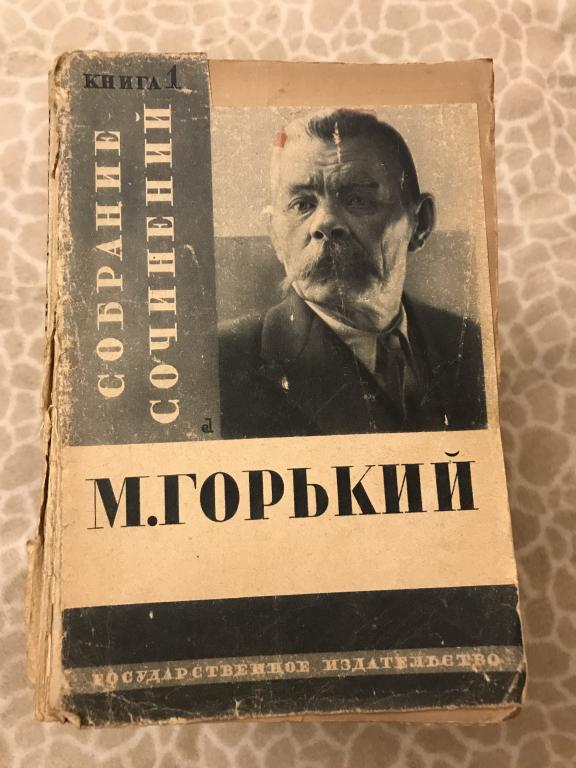 КНИГА 1
СОБРАНИЕ
СОЧИНЕНИЙ
М.ГОРЬКИЙ
ГОСУДАРСТВЕННОЕ ИЗДАТЕЛЬСТВО